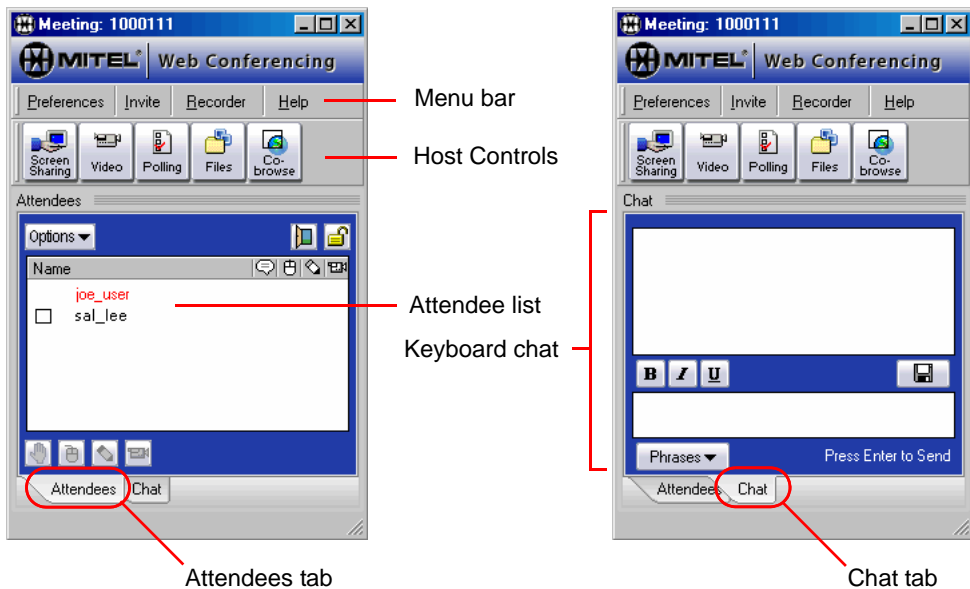 Meeting: 1000111
MITEL Web Conferencing
Preferences Invite Recorder Help
Screen Sharing Video Polling Files Co-browse
Attendees
Options
Name
joe_user
sal_lee
Attendees Chat
Menu bar
Host Controls
Attendee list
Keyboard chat
Attendees tab
Meeting: 1000111
MITEL Web Conferencing
Preferences Invite Recorder Help
Screen Sharing Video Polling Files Co-browse
Chat
B I U
Phrases Press Enter to Send
Attendees Chat
Chat tab